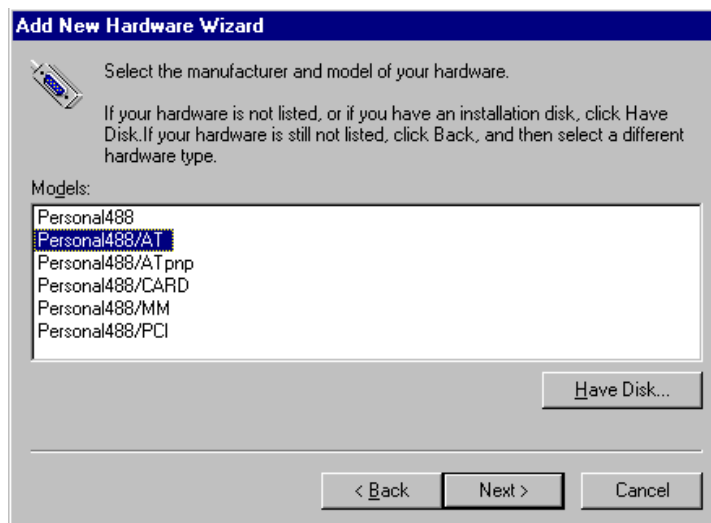 Add New Hardware Wizard
Select the manufacturer and model of your hardware.
If your hardware is not listed, or if you have an installation disk, click Have
Disk.If your hardware is still not listed, click Back, and then select a different
hardware type.
Models:
Personal488
Personal488/AT
Personal488/ATpnp
Personal488/CARD
Personal488/MM
Personal488/PCI
Have Disk...
< Back
Next >
Cancel